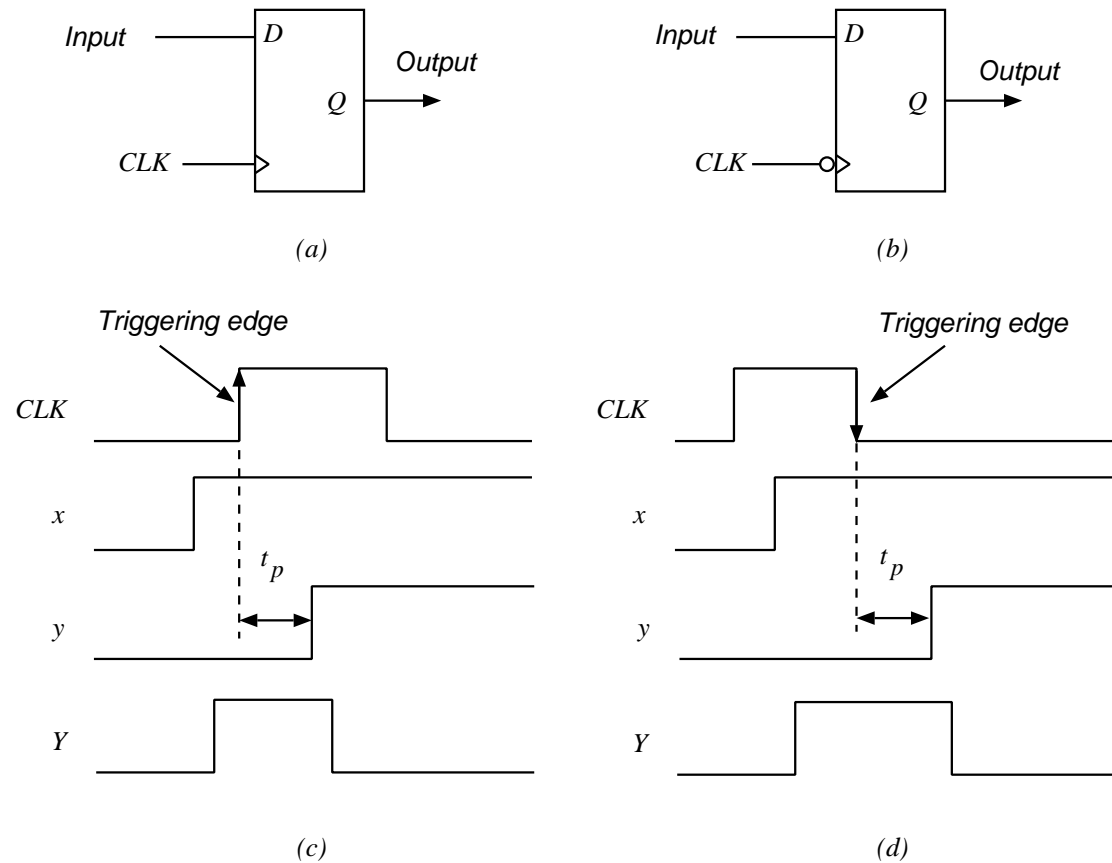 Input
D
Output
Q
CLK
(a)
Input
D
Output
Q
CLK
(b)
Triggering edge
CLK
x
t p
y
Y
(c)
Triggering edge
CLK
x
t p
y
Y
(d)